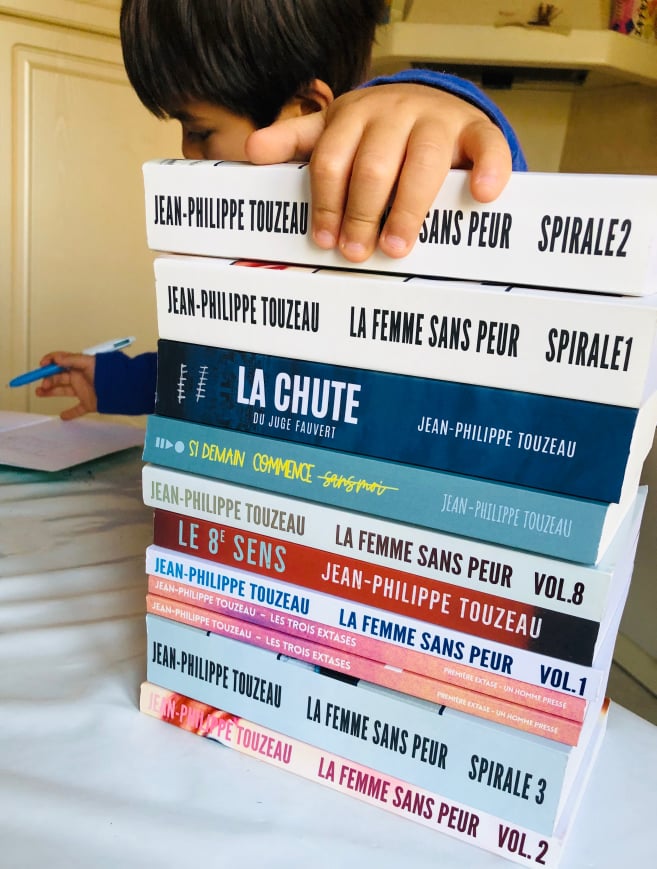 JEAN-PHILIPPE TOUZEAU SANS PEUR SPIRALE2
JEAN-PHILIPPE TOUZEAU LA FEMME SANS PEUR SPIRALE1
LA CHUTE
DU JUGE FAUVERT
JEAN-PHILIPPE TOUZEAU
SI DEMAIN COMMENCE sans moi JEAN-PHILIPPE TOUZEAU
JEAN-PHILIPPE TOUZEAU LA FEMME SANS PEUR VOL.8
LE 8E SENS JEAN-PHILIPPE TOUZEAU
JEAN-PHILIPPE TOUZEAU LA FEMME SANS PEUR VOL.1
JEAN-PHILIPPE TOUZEAU - LES TROIS EXTASES PREMIÈRE EXTASE - UN HOMME PRESSE
JEAN-PHILIPPE TOUZEAU - LES TROIS EXTASES PREMIÈRE EXTASE - UN HOMME PRESSE
JEAN-PHILIPPE TOUZEAU LA FEMME SANS PEUR SPIRALE 3
JEAN-PHILIPPE TOUZEAU LA FEMME SANS PEUR VOL. 2